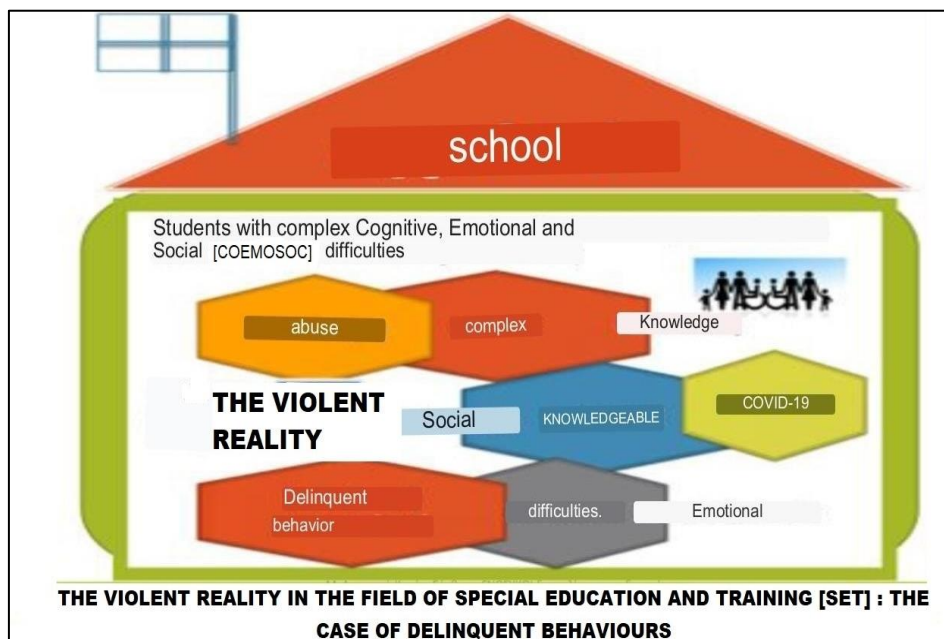 school
Students with complex Cognitive, Emotional and
Social [COEMOSOC] difficulties
abuse
complex
Knowledge
THE VIOLENT
REALITY
Social
KNOWLEDGEABLE
COVID-19
Delinquent
behavior
difficulties.
Emotional
THE VIOLENT REALITY IN THE FIELD OF SPECIAL EDUCATION AND TRAINING [SET] : THE
CASE OF DELINQUENT BEHAVIOURS